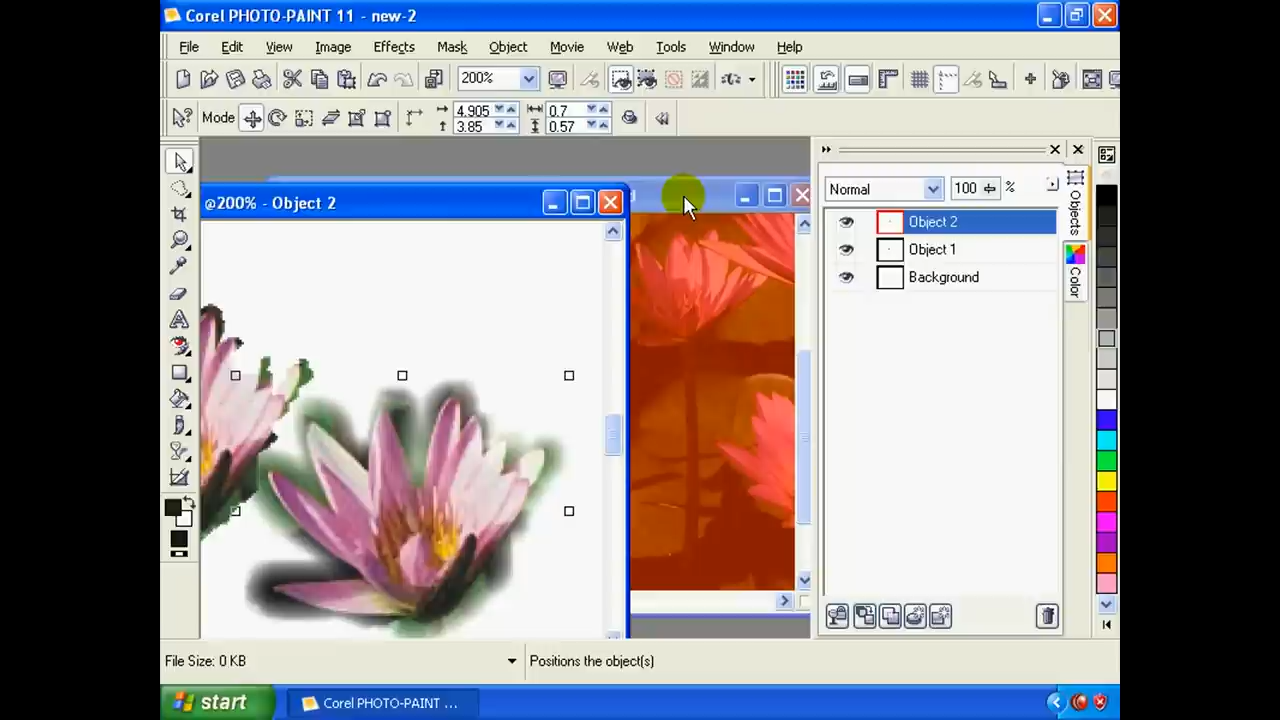 Corel PHOTO-PAINT 11 - new-2
File Edit View Image Effects Mask Object Movie Web Tools Window Help
200%
Mode 4.905 0.7
3.85 0.57
Normal 100 %
@200% - Object 2
Object 2
Object 1
Background
Objects
Color
File Size: 0 KB Positions the object(s)
start Corel PHOTO-PAINT ...